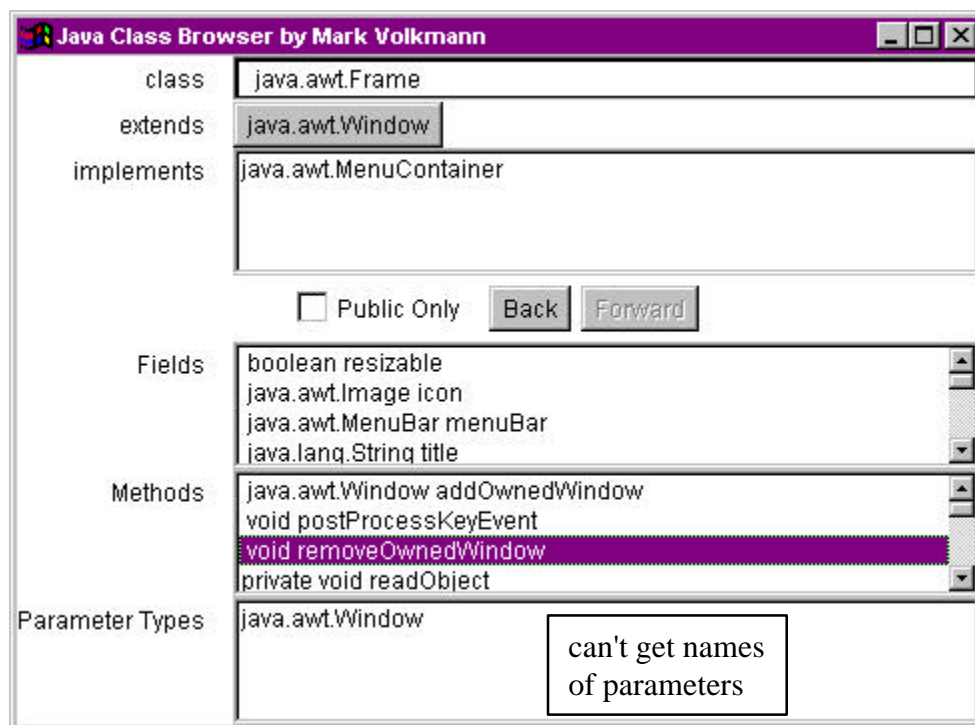 Java Class Browser by Mark Volkmann
class java.awt.Frame
extends java.awt.Window
implements java.awt.MenuContainer
Public Only Back Forward
Fields boolean resizable
java.awt.Image icon
java.awt.MenuBar menuBar
java.lang.String title
Methods java.awt.Window addOwnedWindow
void postProcessKeyEvent
void removeOwnedWindow
private void readObject
Parameter Types java.awt.Window
can't get names
of parameters